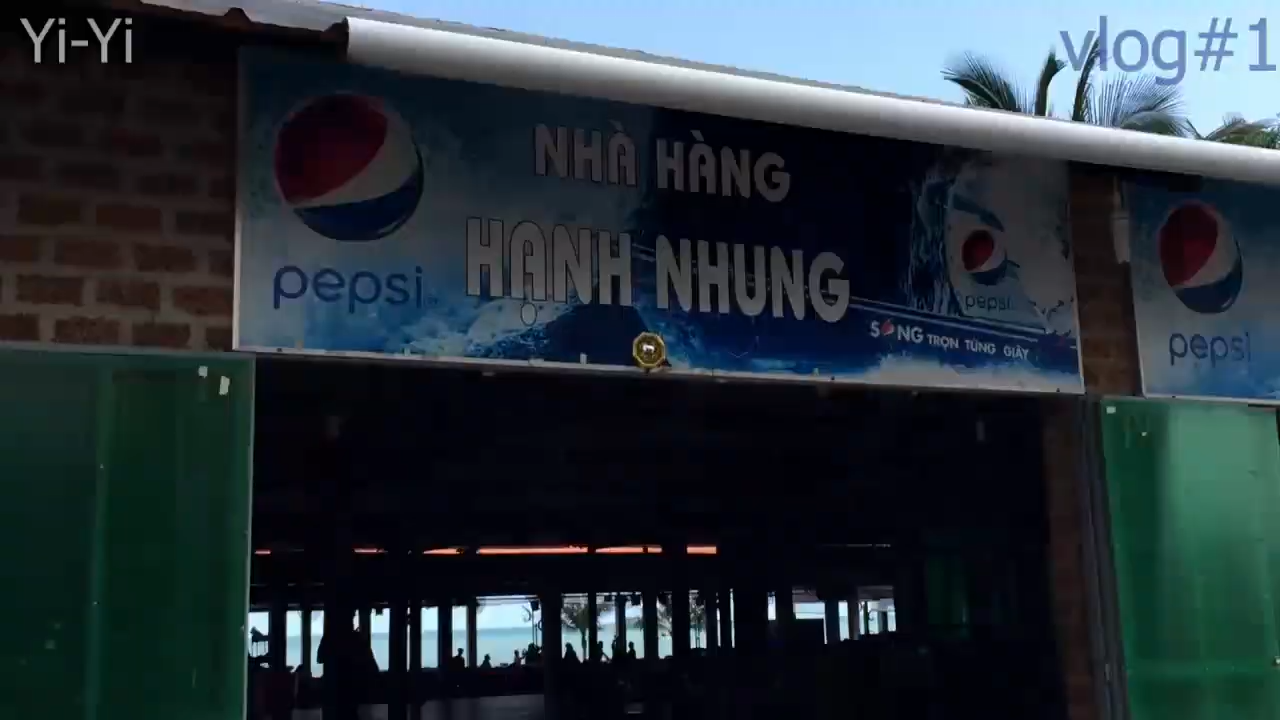 Yi-Yi
vlog#1
NHÀ HÀNG
HẠNH NHUNG
pepsi
pepsi
SỐNG TRỌN TỪNG GIÂY
pepsi